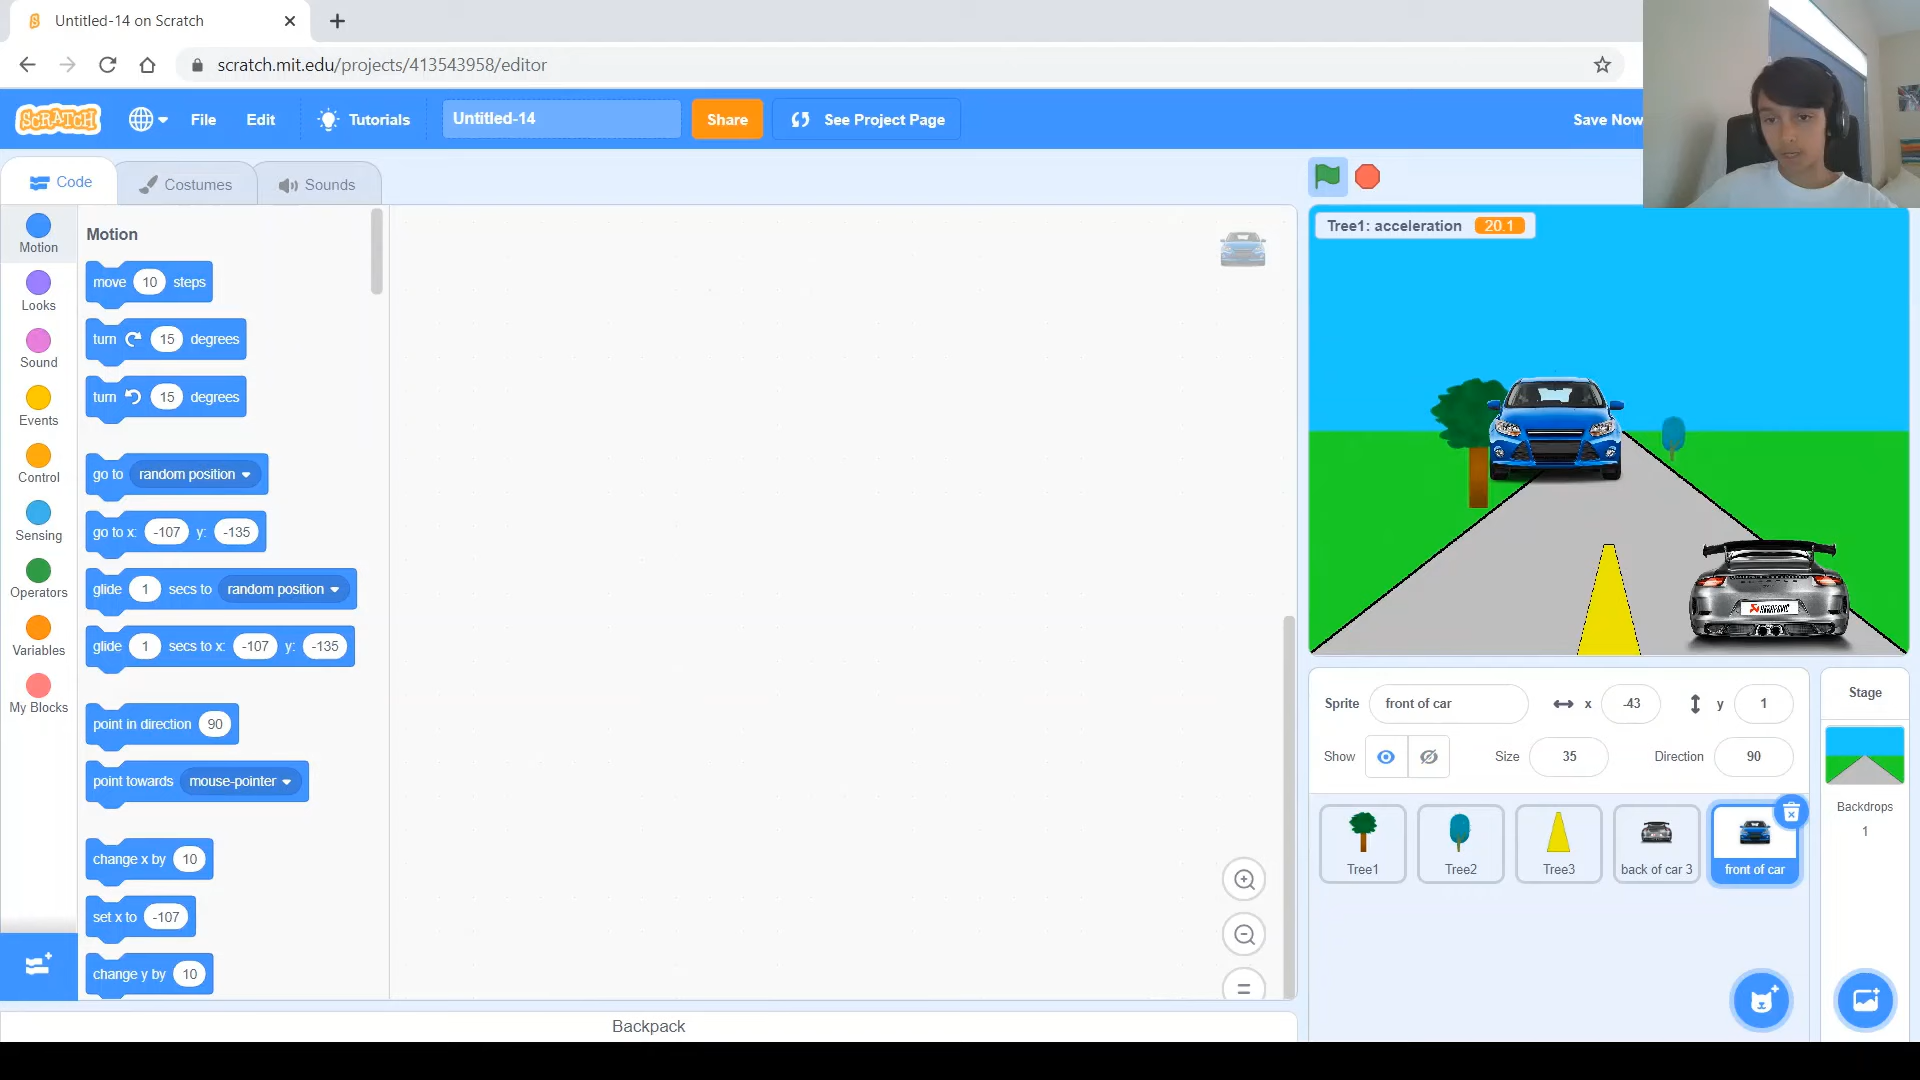 Untitled-14 on Scratch
scratch.mit.edu/projects/413543958/editor
SCRATCH
File
Edit
Tutorials
Untitled-14
Share
See Project Page
Save Now
Code
Costumes
Sounds
Motion
Looks
Sound
Events
Control
Sensing
Operators
Variables
My Blocks
Motion
move 10 steps
turn 15 degrees
turn 15 degrees
go to random position
go to x: -107 y: -135
glide 1 secs to random position
glide 1 secs to x: -107 y: -135
point in direction 90
point towards mouse-pointer
change x by 10
set x to -107
change y by 10
Backpack
Tree1: acceleration 20.1
Sprite front of car x -43 y 1
Show Size 35 Direction 90
Tree1
Tree2
Tree3
back of car 3
front of car
Stage
Backdrops
1